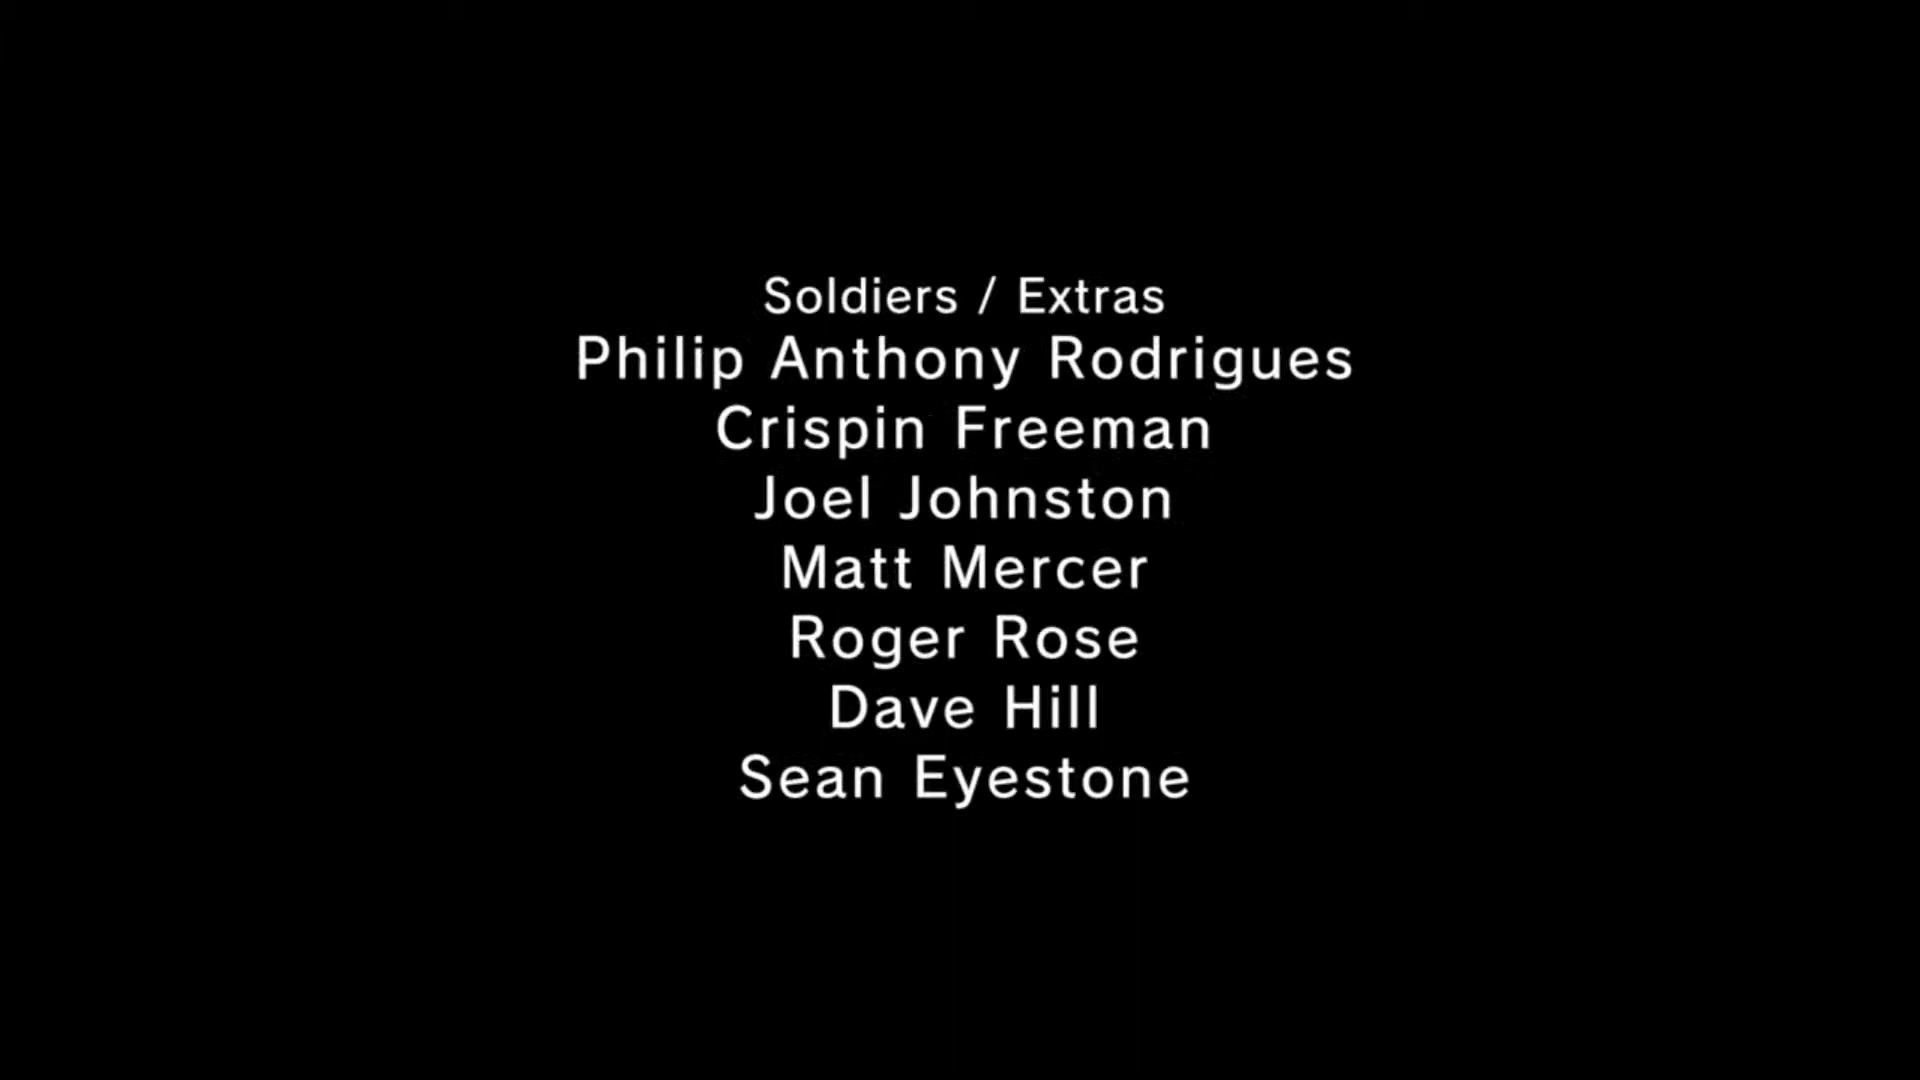 Soldiers / Extras
Philip Anthony Rodrigues
Crispin Freeman
Joel Johnston
Matt Mercer
Roger Rose
Dave Hill
Sean Eyestone